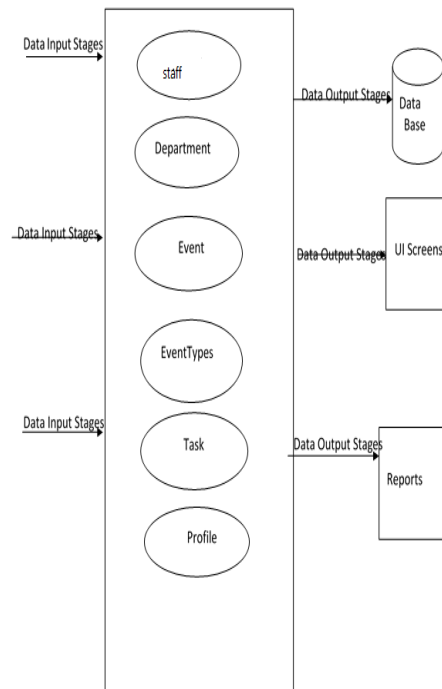 Data Input Stages
staff
Data Output Stages
Data
Base
Department
Data Input Stages
Event
Data Output Stages
UI Screens
EventTypes
Data Input Stages
Task
Data Output Stages
Reports
Profile